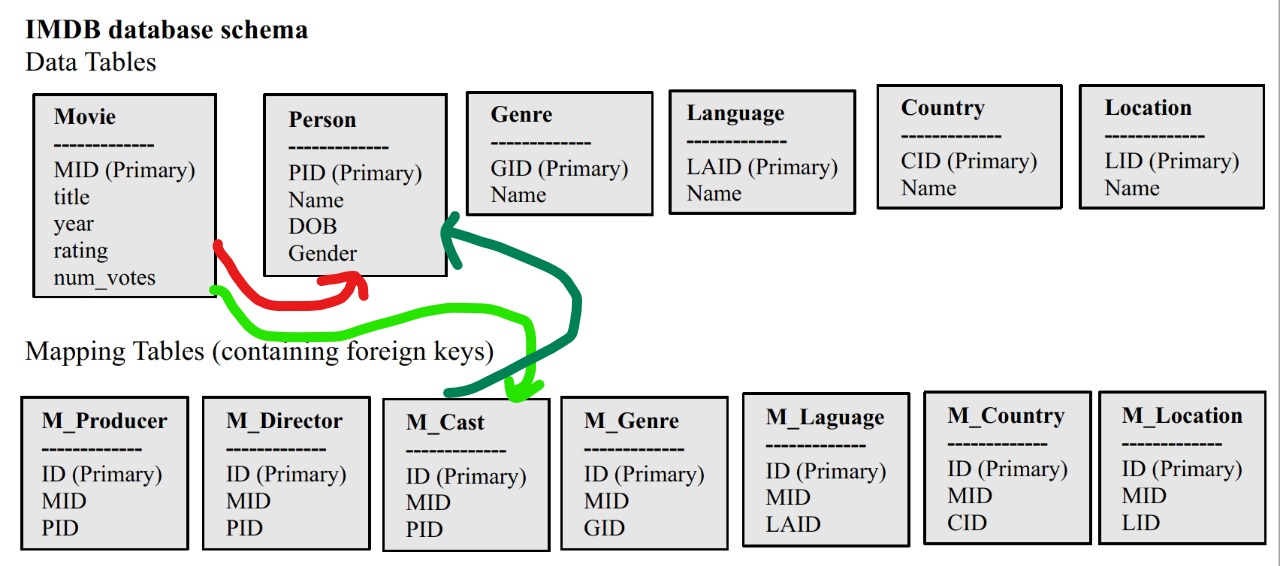 IMDB database schema
Data Tables
Movie
-------------
MID (Primary)
title
year
rating
num_votes
Person
-------------
PID (Primary)
Name
DOB
Gender
Genre
-------------
GID (Primary)
Name
Language
-------------
LAID (Primary)
Name
Country
-------------
CID (Primary)
Name
Location
-------------
LID (Primary)
Name
Mapping Tables (containing foreign keys)
M_Producer
-------------
ID (Primary)
MID
PID
M_Director
-------------
ID (Primary)
MID
PID
M_Cast
-------------
ID (Primary)
MID
PID
M_Genre
-------------
ID (Primary)
MID
GID
M_Laguage
-------------
ID (Primary)
MID
LAID
M_Country
-------------
ID (Primary)
MID
CID
M_Location
-------------
ID (Primary)
MID
LID